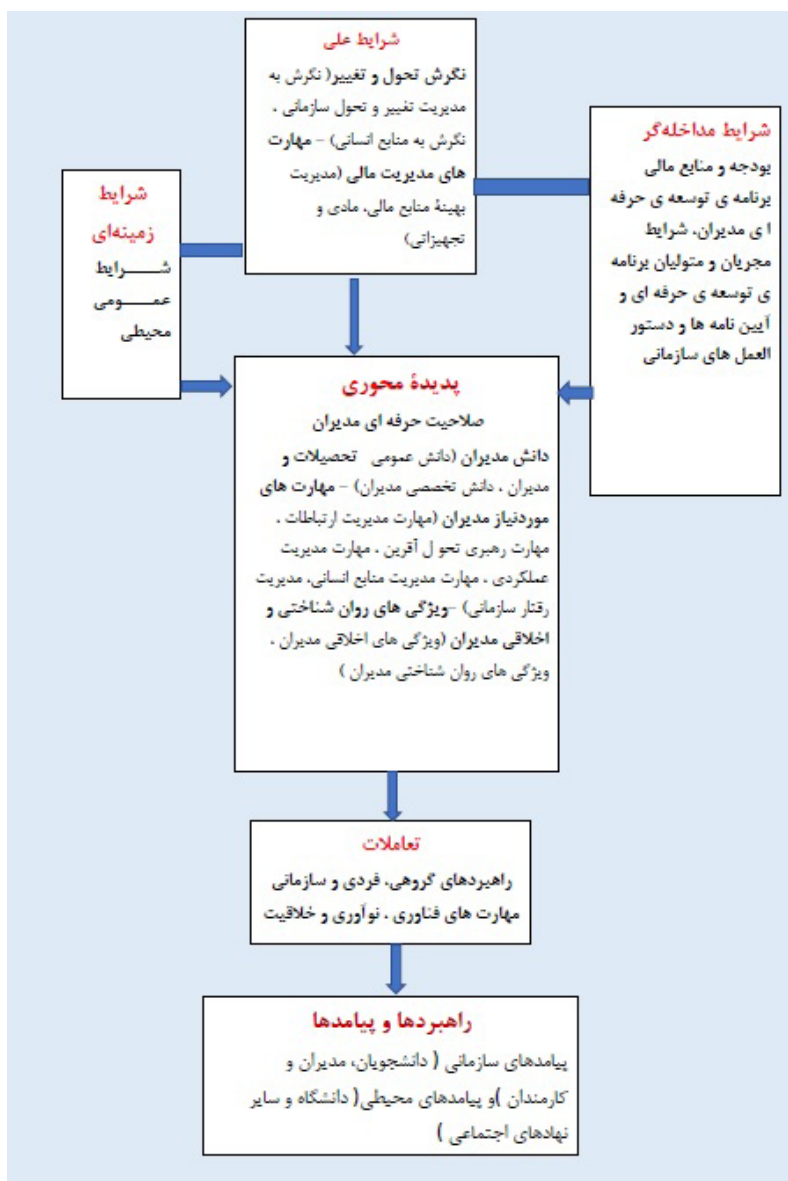 شرایط علی
نگرش تحول و تغییر( نگرش به
مدیریت تغییر و تحول سازمانی ،
نگرش به منابع انسانی) – مهارت
های مدیریت مالی (مدیریت
بهینهٔ منابع مالی، مادی و
تجهیزاتی)
شرایط مداخله‌گر
بودجه و منابع مالی
برنامه ی توسعه ی حرفه
ا ی مدیران، شرایط
مجریان و متولیان برنامه
ی توسعه ی حرفه ای و
آیین نامه ها و دستور
العمل های سازمانی
شرایط
زمینه‌ای
شرایط
عمومی
محیطی
پدیدهٔ محوری
صلاحیت حرفه ای مدیران
دانش مدیران (دانش عمومی تحصیلات و
مدیران ، دانش تخصصی مدیران) – مهارت های
موردنیاز مدیران (مهارت مدیریت ارتباطات ،
مهارت رهبری تحو ل آقرین ، مهارت مدیریت
عملکردی ، مهارت مدیریت منابع انسانی، مدیریت
رقتار سازمانی) –ویژگی های روان شناختی و
اخلاقی مدیران (ویژگی های اخلاقی مدیران ،
ویژگی های روان شناختی مدیران )
تعاملات
راهبردهای گروهی، فردی و سازمانی
مهارت های فناوری ، نوآوری و خلاقیت
راهبردها و پیامدها
پیامدهای سازمانی ( دانشجویان، مدیران و
کارمندان )و پیامدهای محیطی( دانشگاه و سایر
نهادهای اجتماعی )